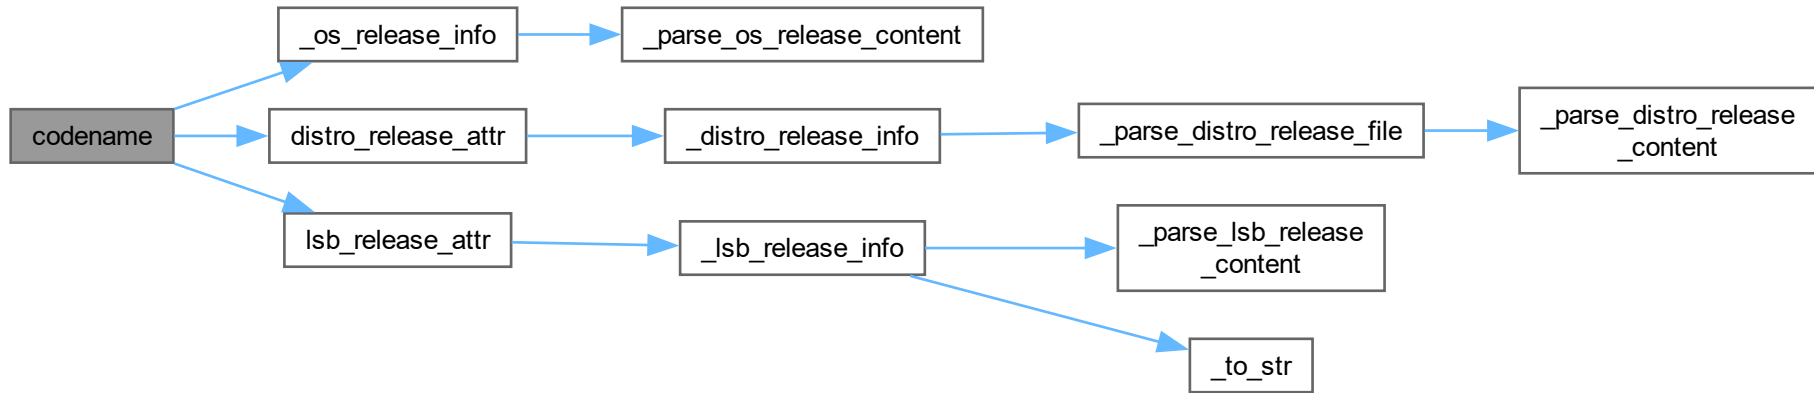 _os_release_info
_parse_os_release_content
codename
distro_release_attr
_distro_release_info
_parse_distro_release_file
_parse_distro_release
_content
lsb_release_attr
_lsb_release_info
_parse_lsb_release
_content
_to_str